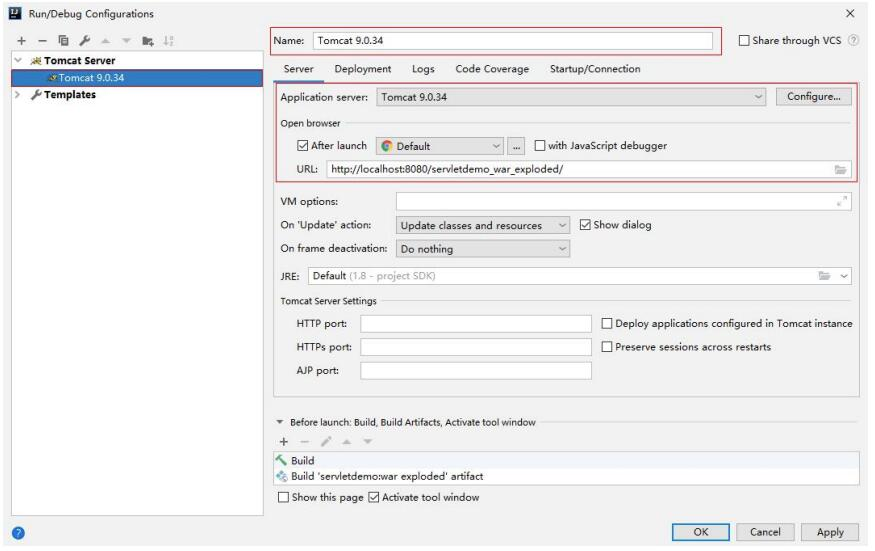 Run/Debug Configurations
Name: Tomcat 9.0.34
Share through VCS
Tomcat Server
Tomcat 9.0.34
Templates
Server Deployment Logs Code Coverage Startup/Connection
Application server: Tomcat 9.0.34 Configure...
Open browser
After launch Default ... with JavaScript debugger
URL: http://localhost:8080/servletdemo_war_exploded/
VM options:
On 'Update' action: Update classes and resources Show dialog
On frame deactivation: Do nothing
JRE: Default (1.8 - project SDK)
Tomcat Server Settings
HTTP port: Deploy applications configured in Tomcat instance
HTTPs port: Preserve sessions across restarts
AJP port:
Before launch: Build, Build Artifacts, Activate tool window
Build
Build 'servletdemo:war exploded' artifact
Show this page Activate tool window
OK Cancel Apply